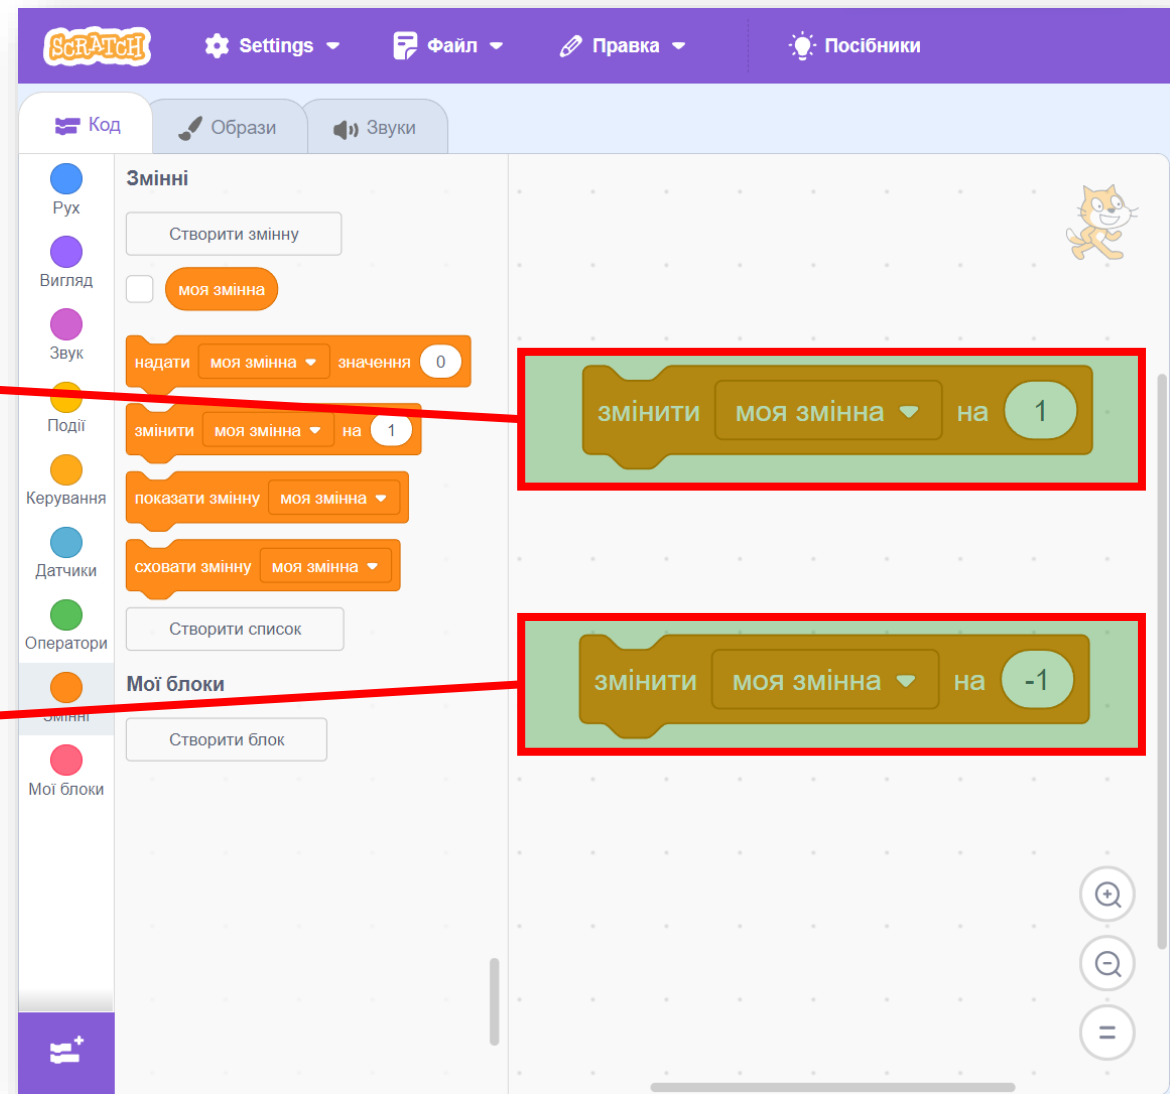 SCRATCH Settings Файл Правка Посібники
Код Образи Звуки
Рух
Вигляд
Звук
Події
Керування
Датчики
Оператори
Змінні
Мої блоки
Змінні
Створити змінну
моя змінна
надати моя змінна значення 0
змінити моя змінна на 1
показати змінну моя змінна
сховати змінну моя змінна
Створити список
Мої блоки
Створити блок
змінити моя змінна на 1
змінити моя змінна на -1